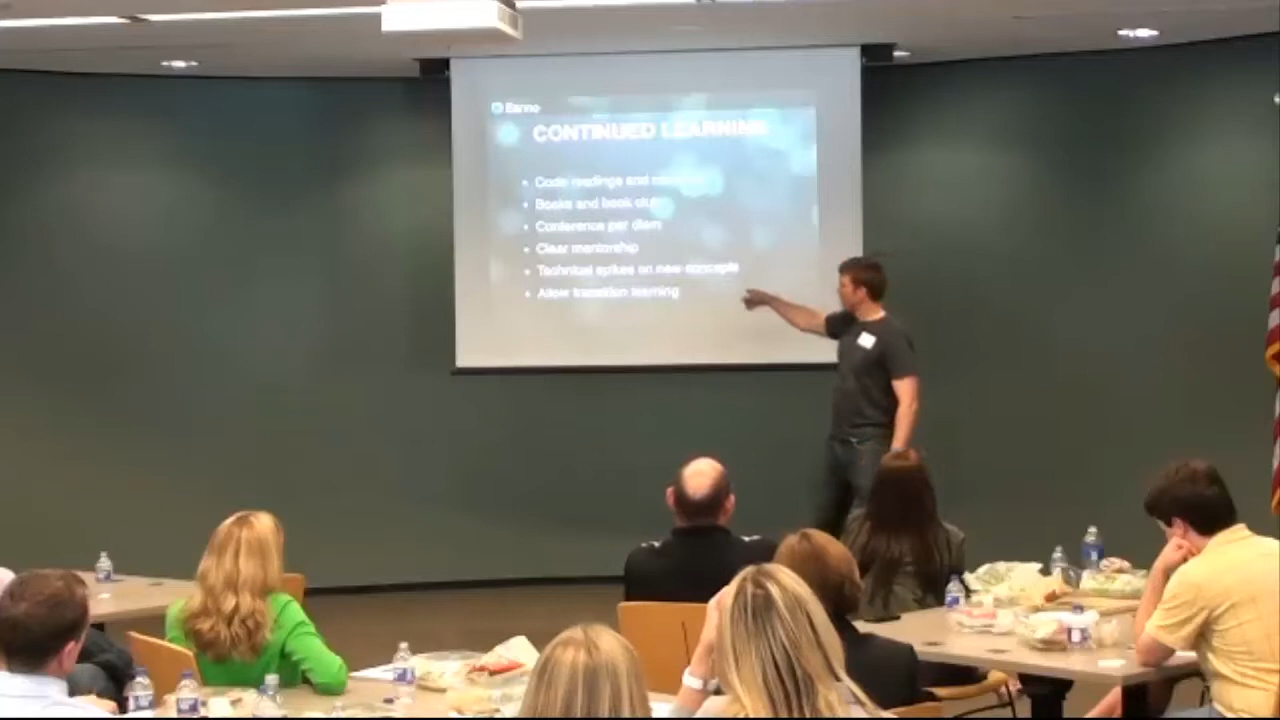 CONTINUED LEARNING
• Code readings and
• Books and book club
• Conference per diem
• Clear mentorship
• Technical spikes on new concepts
• Allow transition learning